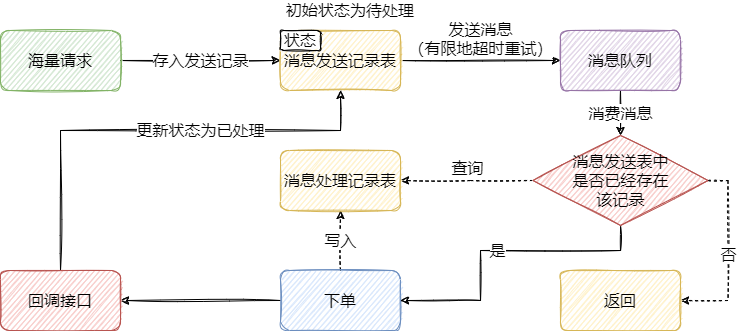 初始状态为待处理
状态
海量请求
存入发送记录
消息发送记录表
发送消息
（有限地超时重试）
消息队列
消费消息
更新状态为已处理
消息处理记录表
查询
消息发送表中
是否已经存在
该记录
写入
是
否
回调接口
下单
返回